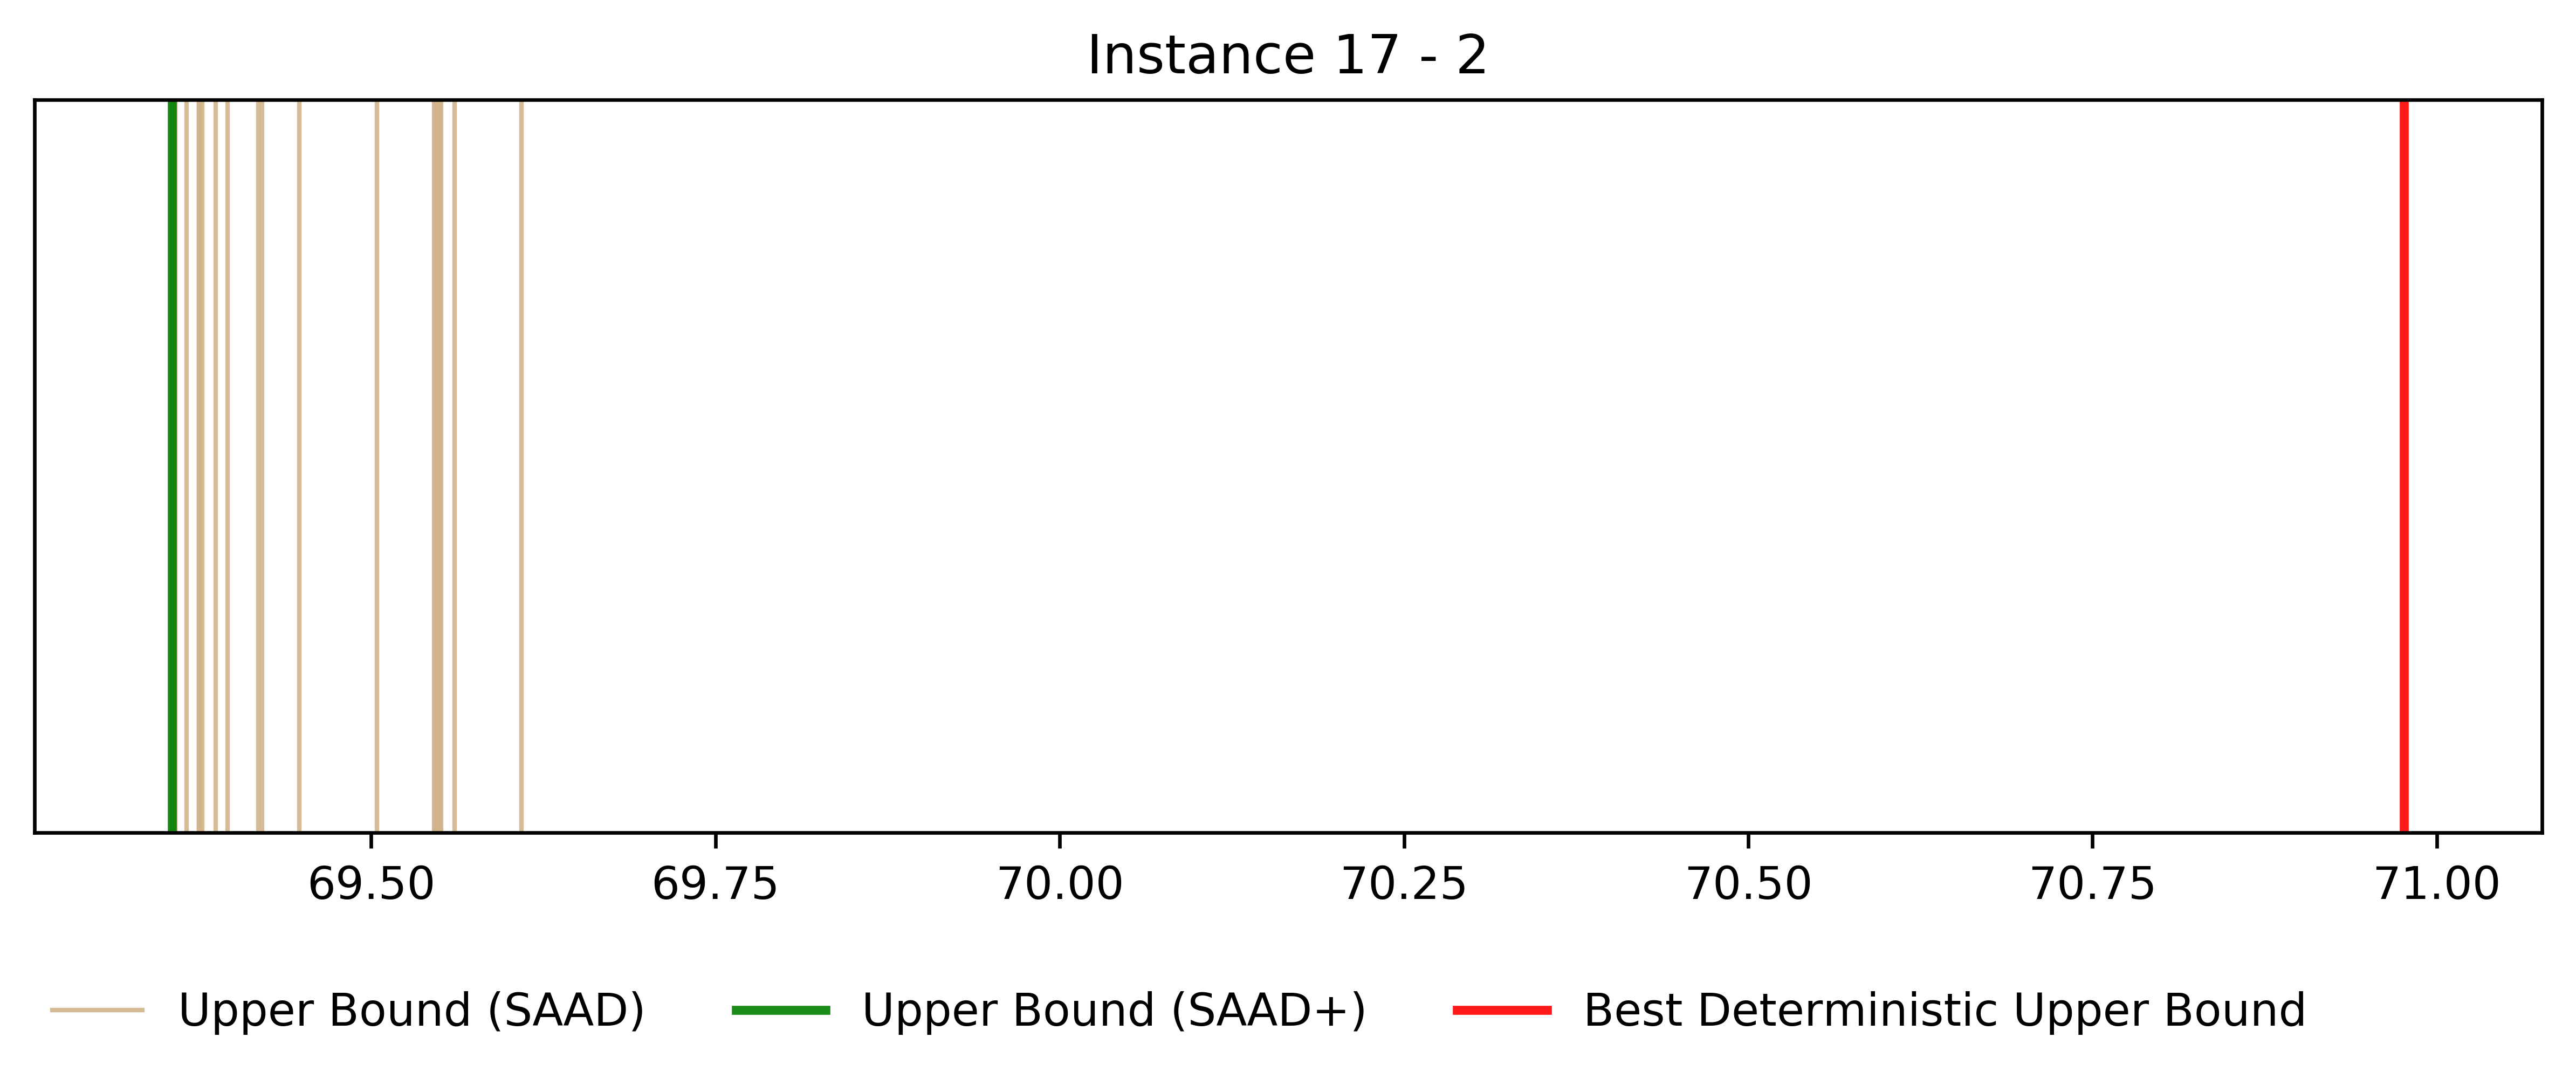 Instance 17 - 2
69.50 69.75 70.00 70.25 70.50 70.75 71.00
Upper Bound (SAAD) Upper Bound (SAAD+) Best Deterministic Upper Bound